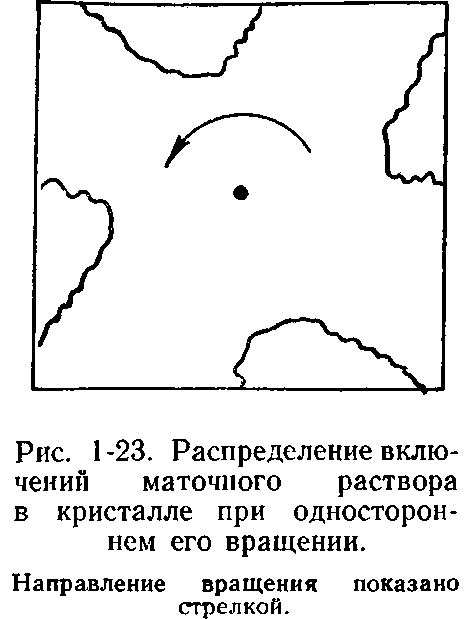 Рис. 1-23. Распределение вклю-
чений маточного раствора
в кристалле при односторон-
нем его вращении.
Направление вращения показано
стрелкой.